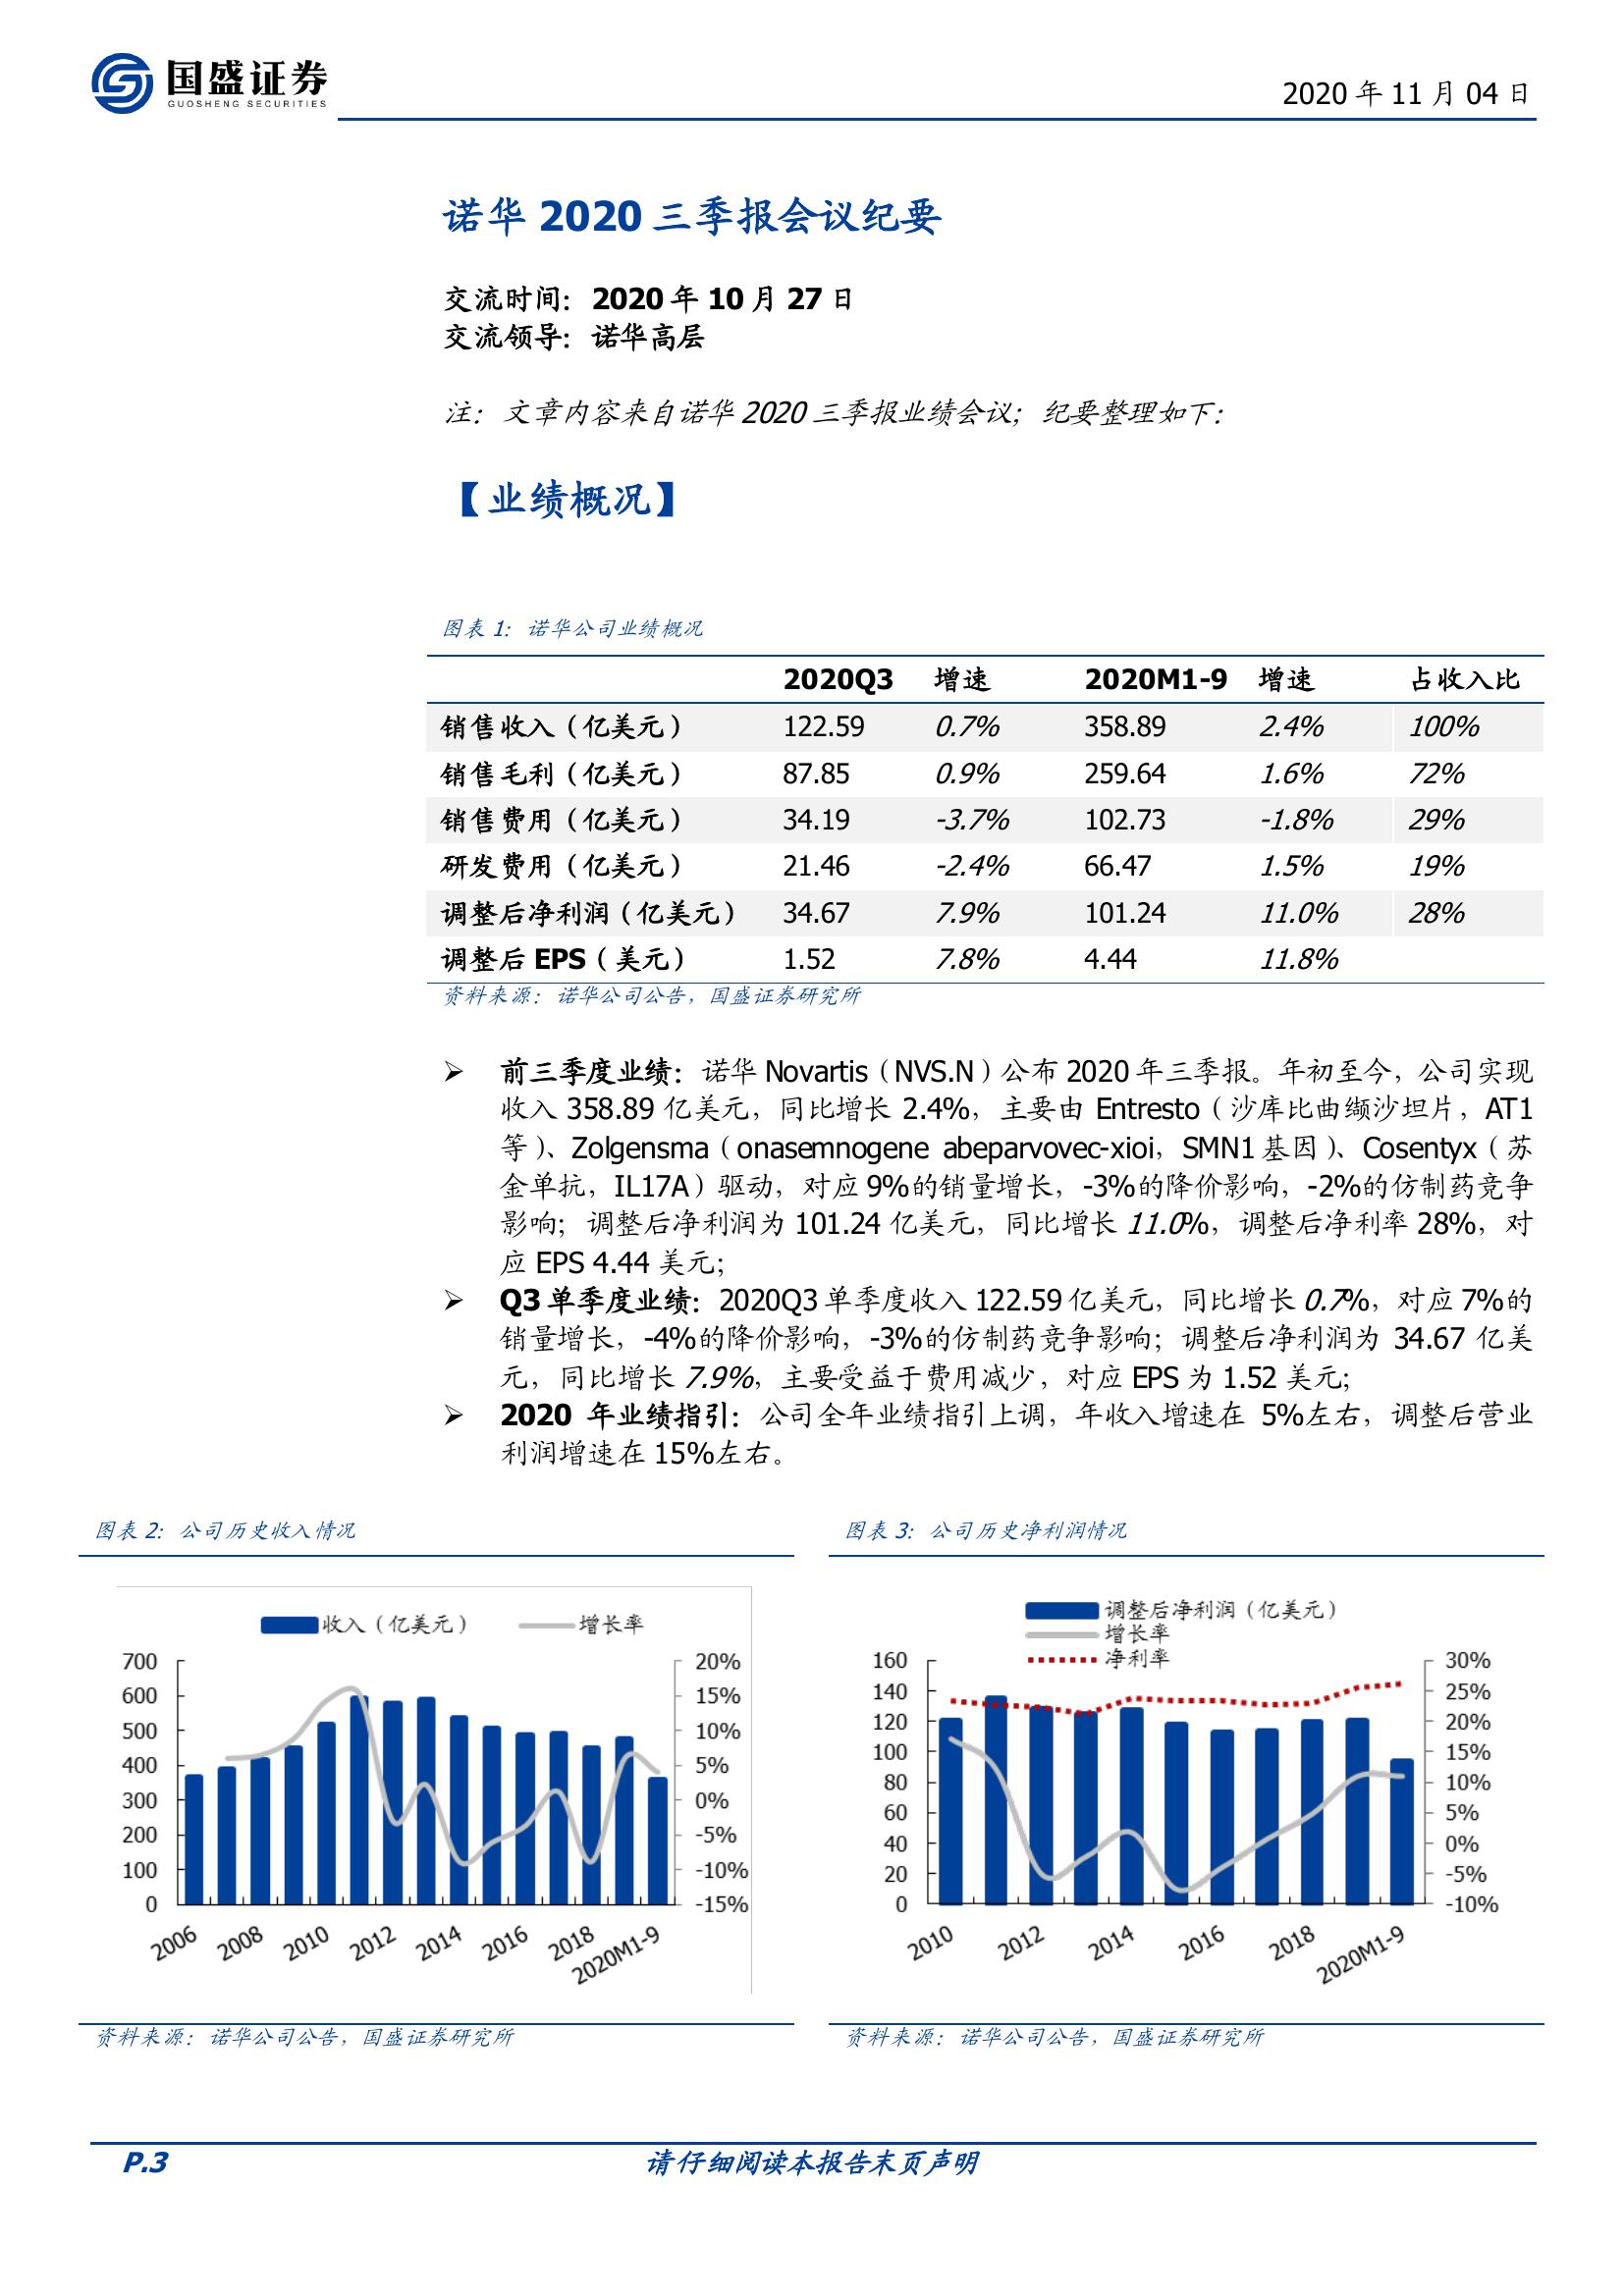 国盛证券
GUOSHENG SECURITIES
2020 年 11 月 04 日
诺华 2020 三季报会议纪要
交流时间：2020 年 10 月 27 日
交流领导：诺华高层
注：文章内容来自诺华 2020 三季报业绩会议；纪要整理如下：
【业绩概况】
图表 1：诺华公司业绩概况
2020Q3 增速 2020M1-9 增速 占收入比
销售收入（亿美元） 122.59 0.7% 358.89 2.4% 100%
销售毛利（亿美元） 87.85 0.9% 259.64 1.6% 72%
销售费用（亿美元） 34.19 -3.7% 102.73 -1.8% 29%
研发费用（亿美元） 21.46 -2.4% 66.47 1.5% 19%
调整后净利润（亿美元） 34.67 7.9% 101.24 11.0% 28%
调整后 EPS（美元） 1.52 7.8% 4.44 11.8%
资料来源：诺华公司公告，国盛证券研究所
➢ 前三季度业绩：诺华 Novartis（NVS.N）公布 2020 年三季报。年初至今，公司实现
收入 358.89 亿美元，同比增长 2.4%，主要由 Entresto（沙库比曲缬沙坦片，AT1
等）、Zolgensma（onasemnogene abeparvovec-xioi，SMN1 基因）、Cosentyx（苏
金单抗，IL17A）驱动，对应 9%的销量增长，-3%的降价影响，-2%的仿制药竞争
影响；调整后净利润为 101.24 亿美元，同比增长 11.0%，调整后净利率 28%，对
应 EPS 4.44 美元；
➢ Q3 单季度业绩：2020Q3 单季度收入 122.59 亿美元，同比增长 0.7%，对应 7%的
销量增长，-4%的降价影响，-3%的仿制药竞争影响；调整后净利润为 34.67 亿美
元，同比增长 7.9%，主要受益于费用减少，对应 EPS 为 1.52 美元；
➢ 2020 年业绩指引：公司全年业绩指引上调，年收入增速在 5%左右，调整后营业
利润增速在 15%左右。
图表 2：公司历史收入情况
收入（亿美元） 增长率
700 20%
600 15%
500 10%
400 5%
300 0%
200 -5%
100 -10%
0 -15%
2006 2008 2010 2012 2014 2016 2018 2020M1-9
资料来源：诺华公司公告，国盛证券研究所
图表 3：公司历史净利润情况
调整后净利润（亿美元）
增长率
净利率
160 30%
140 25%
120 20%
100 15%
80 10%
60 5%
40 0%
20 -5%
0 -10%
2010 2012 2014 2016 2018 2020M1-9
资料来源：诺华公司公告，国盛证券研究所
P.3 请仔细阅读本报告末页声明